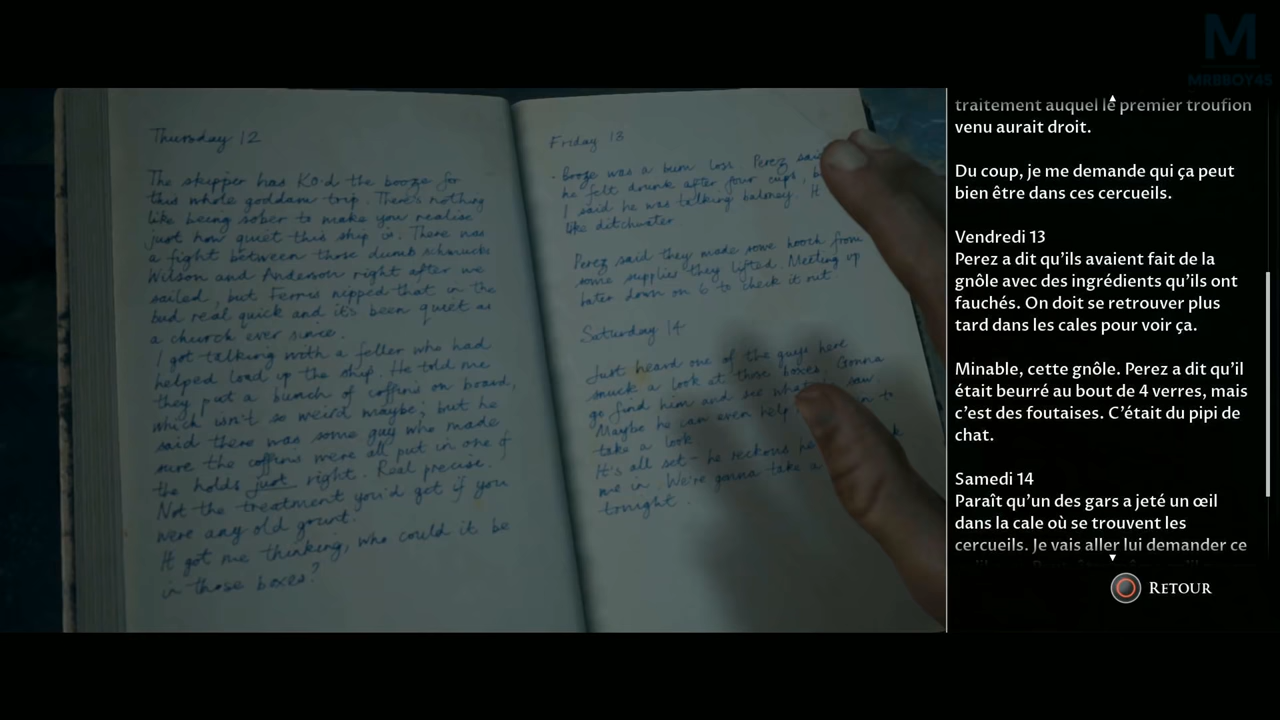 M
MRBBOY45
Thursday 12
The skipper has KO'd the booze for
this whole goddam trip. There's nothing
like being sober to make you realise
just how quiet this ship is. There was
a fight between those dumb schmucks
Wilson and Anderson right after we
sailed, but Ferris nipped that in the
bud real quick and it's been quiet as
a church ever since.
I got talking with a feller who had
helped load up the ship. He told me
they put a bunch of coffins on board,
which isn't so weird maybe; but he
said there was some guy who made
sure the coffins were all put in one of
the holds just right. Real precise.
Not the treatment you'd get if you
were any old grunt.
It got me thinking, who could it be
in those boxes?
Friday 13
- Booze was a bum loss. Perez said
he felt drunk after four cups, b
I said he was talking baloney. It
like ditchwater
Perez said they made some hooch from
some supplies they lifted. Meeting up
later down on 6 to check it out
Saturday 14
Just heard one of the guys here
snuck a look at those boxes. Gonna
go find him and see what saw.
Maybe he can even help to
take a look
It's all set - he reckons he
me in. We're gonna take a
tonight.
traitement auquel le premier troufion
venu aurait droit.
Du coup, je me demande qui ça peut
bien être dans ces cercueils.
Vendredi 13
Perez a dit qu'ils avaient fait de la
gnôle avec des ingrédients qu'ils ont
fauchés. On doit se retrouver plus
tard dans les cales pour voir ça.
Minable, cette gnôle. Perez a dit qu'il
était beurré au bout de 4 verres, mais
c'est des foutaises. C'était du pipi de
chat.
Samedi 14
Paraît qu'un des gars a jeté un œil
dans la cale où se trouvent les
cercueils. Je vais aller lui demander ce
RETOUR